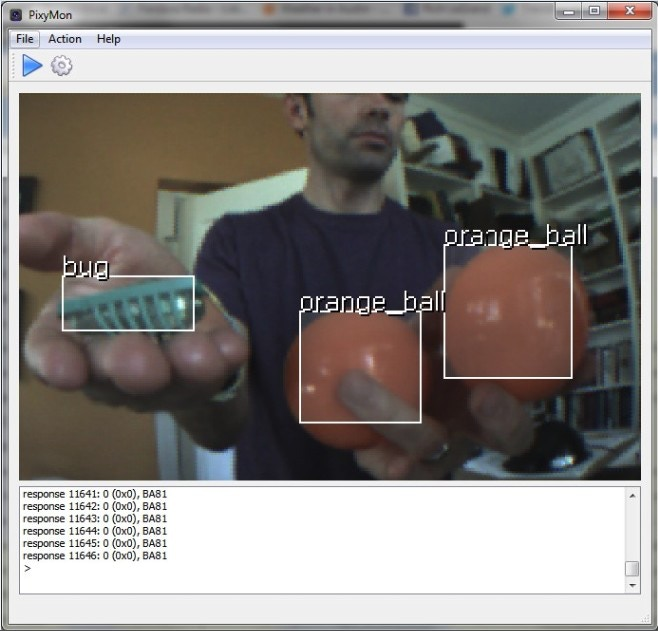 PixyMon
File Action Help
bug
orange_ball
orange_ball
response 11641: 0 (0x0), BA81
response 11642: 0 (0x0), BA81
response 11643: 0 (0x0), BA81
response 11644: 0 (0x0), BA81
response 11645: 0 (0x0), BA81
response 11646: 0 (0x0), BA81
>